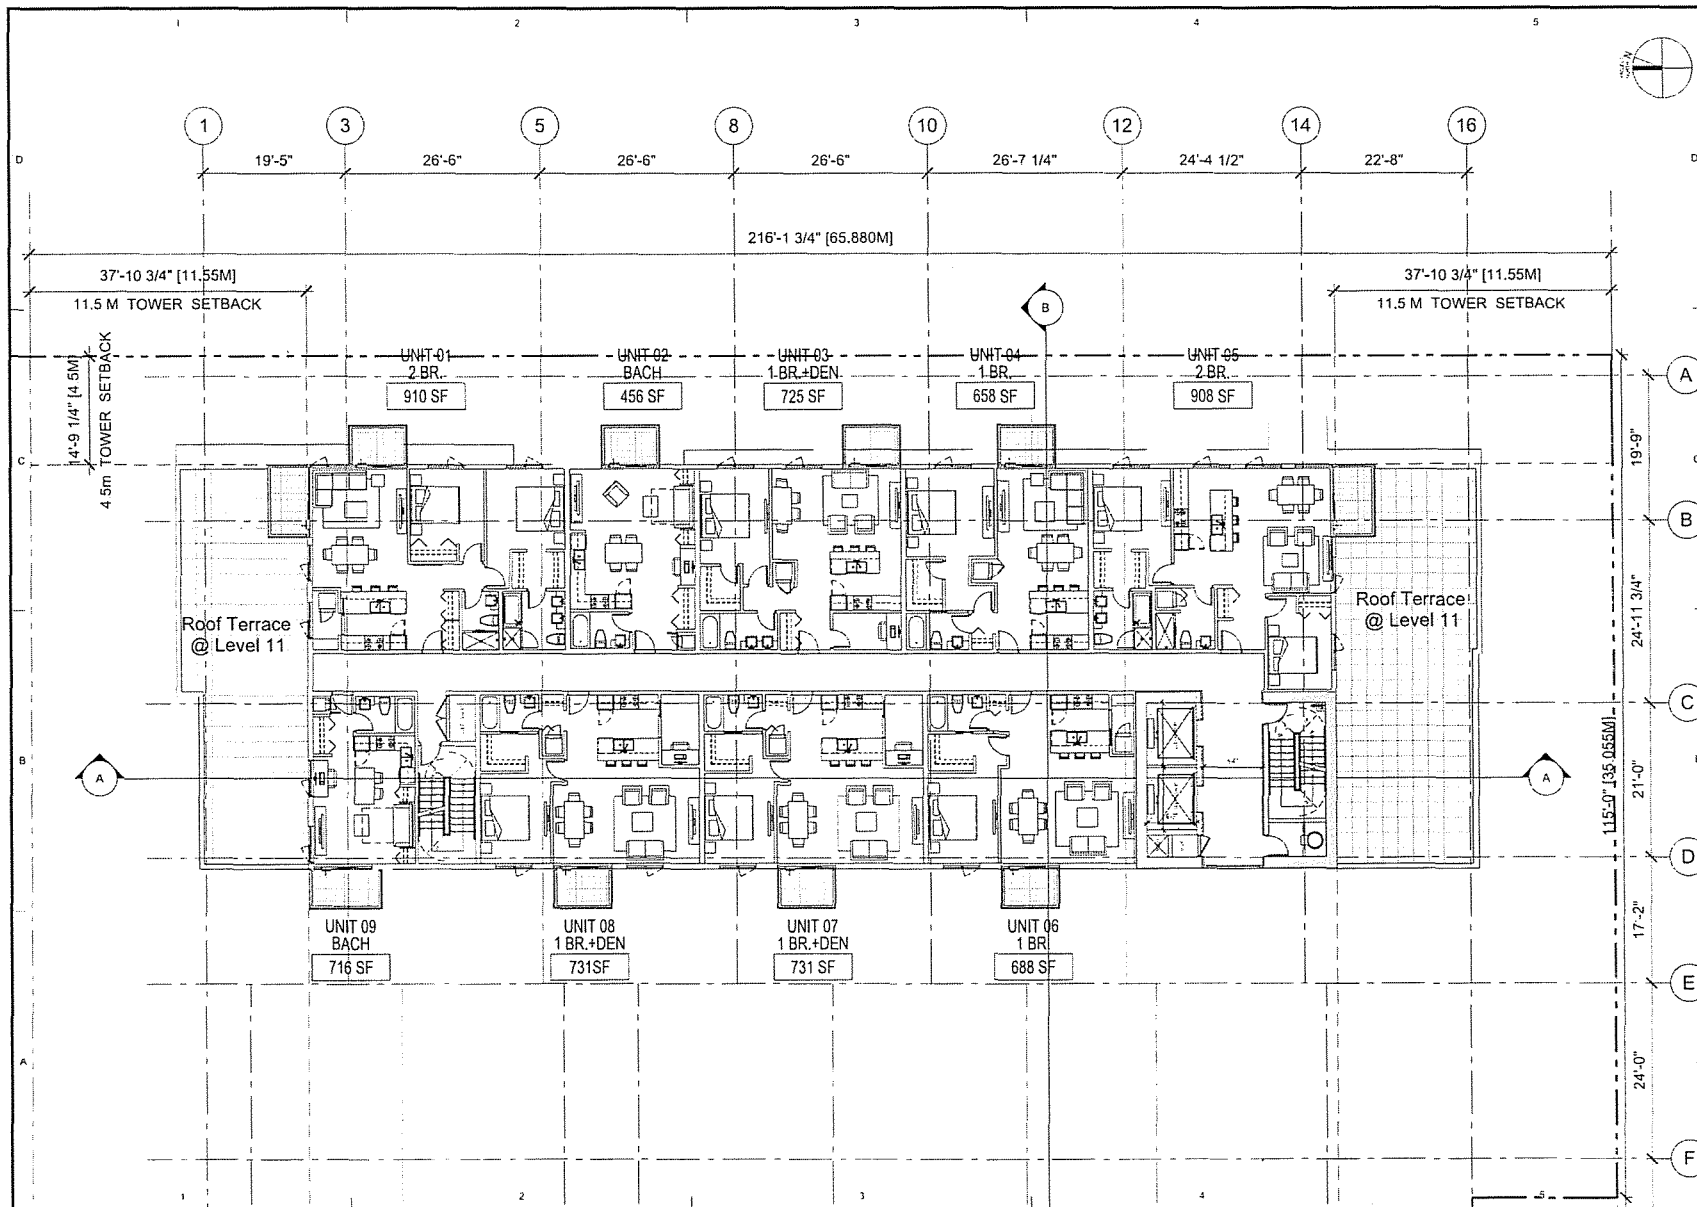 1 2 3 4 5
1 3 5 8 10 12 14 16
D D
19'-5" 26'-6" 26'-6" 26'-6" 26'-7 1/4" 24'-4 1/2" 22'-8"
216'-1 3/4" [65.880M]
37'-10 3/4" [11.55M] 37'-10 3/4" [11.55M]
11.5 M TOWER SETBACK 11.5 M TOWER SETBACK
B
14'-9 1/4" [4 5M]
4 5m TOWER SETBACK
UNIT 01
2 BR.
910 SF
UNIT 02
BACH
456 SF
UNIT 03
1 BR.+DEN
725 SF
UNIT 04
1 BR.
658 SF
UNIT 05
2 BR.
908 SF
A
19'-9"
C
B
24'-11 3/4"
Roof Terrace
@ Level 11
Roof Terrace
@ Level 11
C
115'-0" [35.055M]
21'-0"
B
A A
D
17'-2"
UNIT 09
BACH
716 SF
UNIT 08
1 BR.+DEN
731SF
UNIT 07
1 BR.+DEN
731 SF
UNIT 06
1 BR
688 SF
E
A
24'-0"
F
1 2 3 4 5